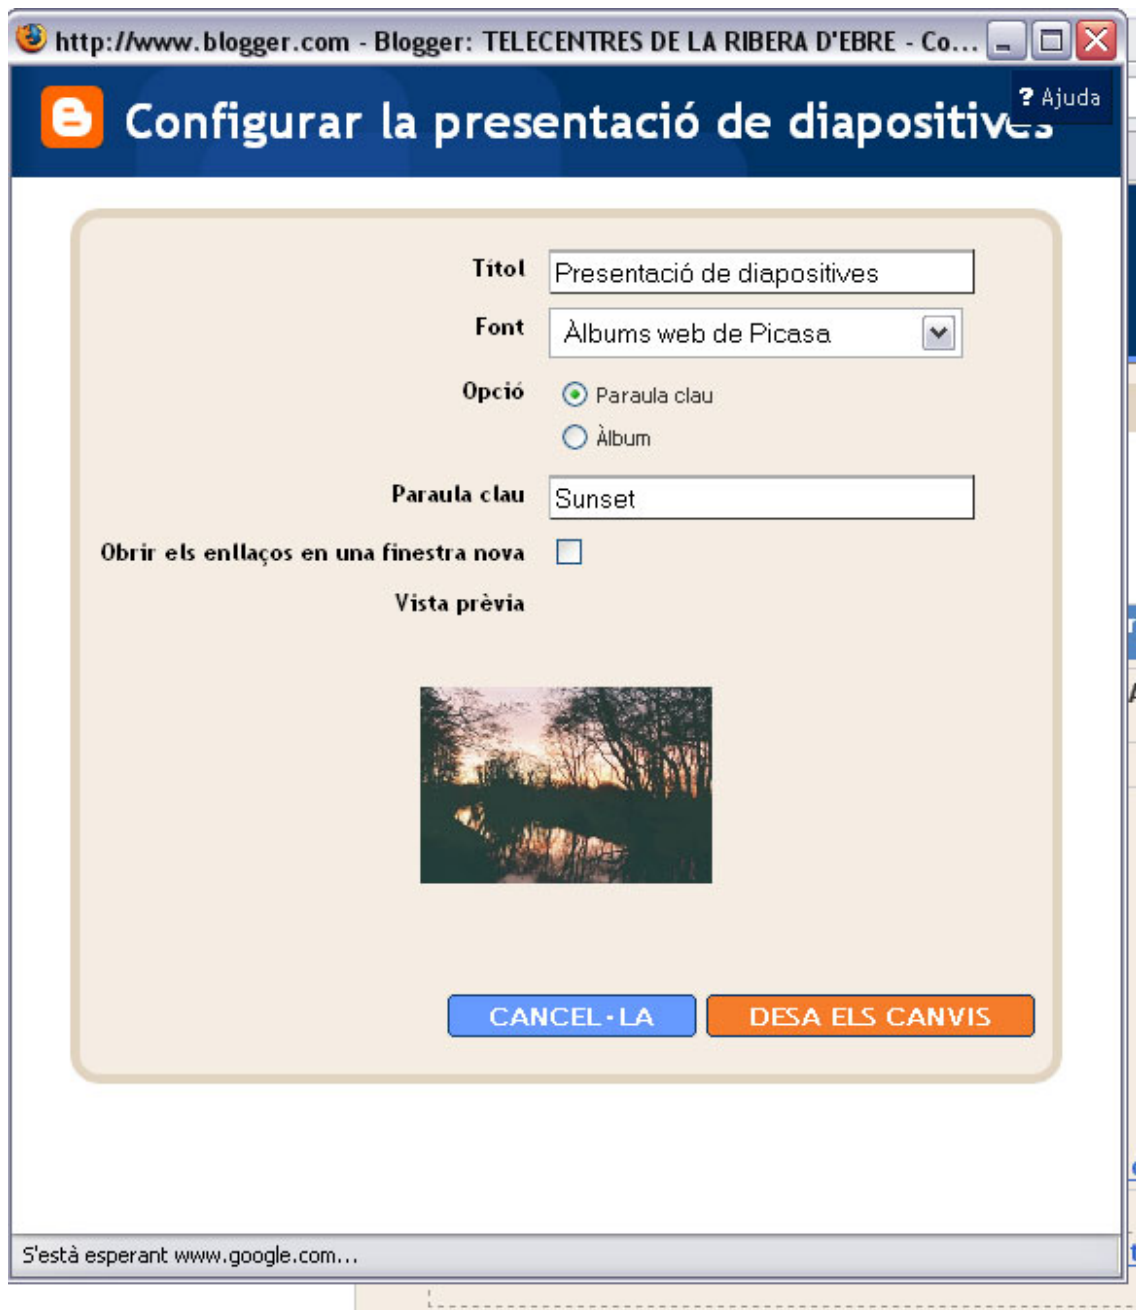 http://www.blogger.com - Blogger: TELECENTRES DE LA RIBERA D'EBRE - Co...
? Ajuda
Configurar la presentació de diapositives
Títol Presentació de diapositives
Font Àlbums web de Picasa
Opció Paraula clau
Àlbum
Paraula clau Sunset
Obrir els enllaços en una finestra nova
Vista prèvia
CANCEL·LA DESA ELS CANVIS
S'està esperant www.google.com...